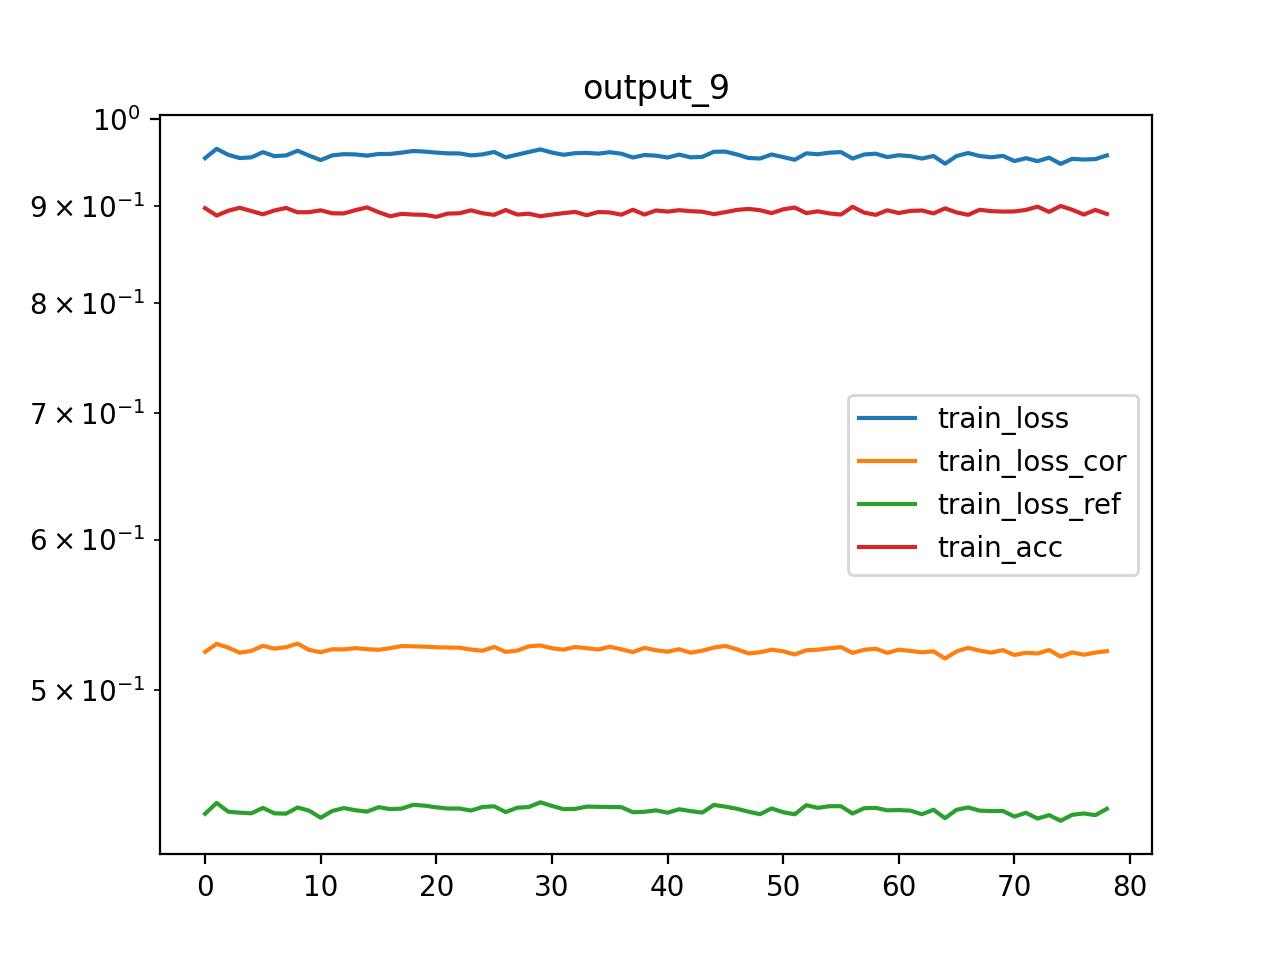 output_9
10⁰
9 × 10⁻¹
8 × 10⁻¹
7 × 10⁻¹
6 × 10⁻¹
5 × 10⁻¹
train_loss
train_loss_cor
train_loss_ref
train_acc
0 10 20 30 40 50 60 70 80